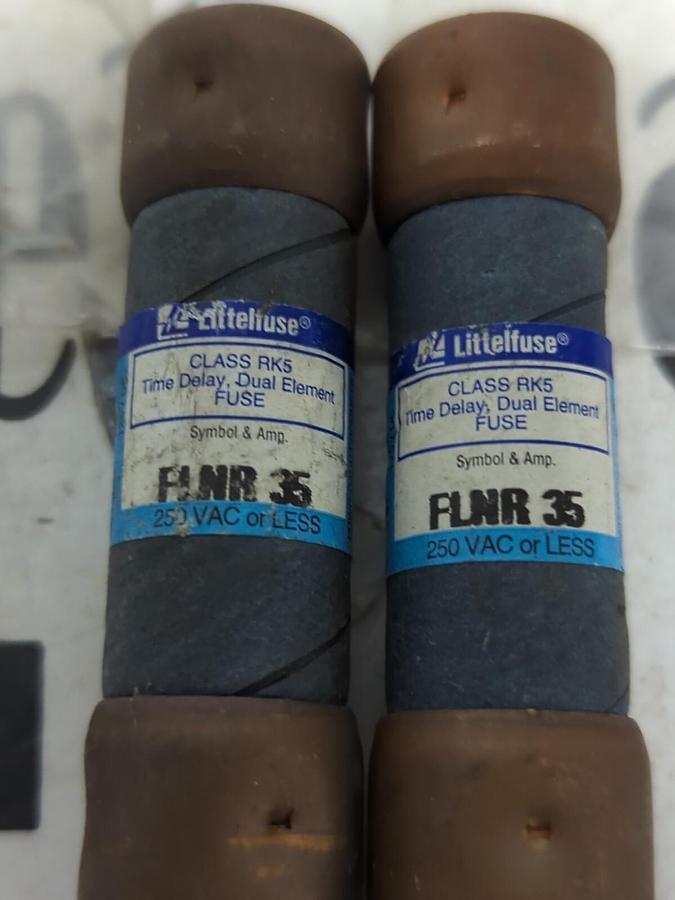 Littelfuse®
CLASS RK5
Time Delay, Dual Element
FUSE
Symbol & Amp.
FLNR 35
250 VAC or LESS
Littelfuse®
CLASS RK5
Time Delay, Dual Element
FUSE
Symbol & Amp.
FLNR 35
250 VAC or LESS